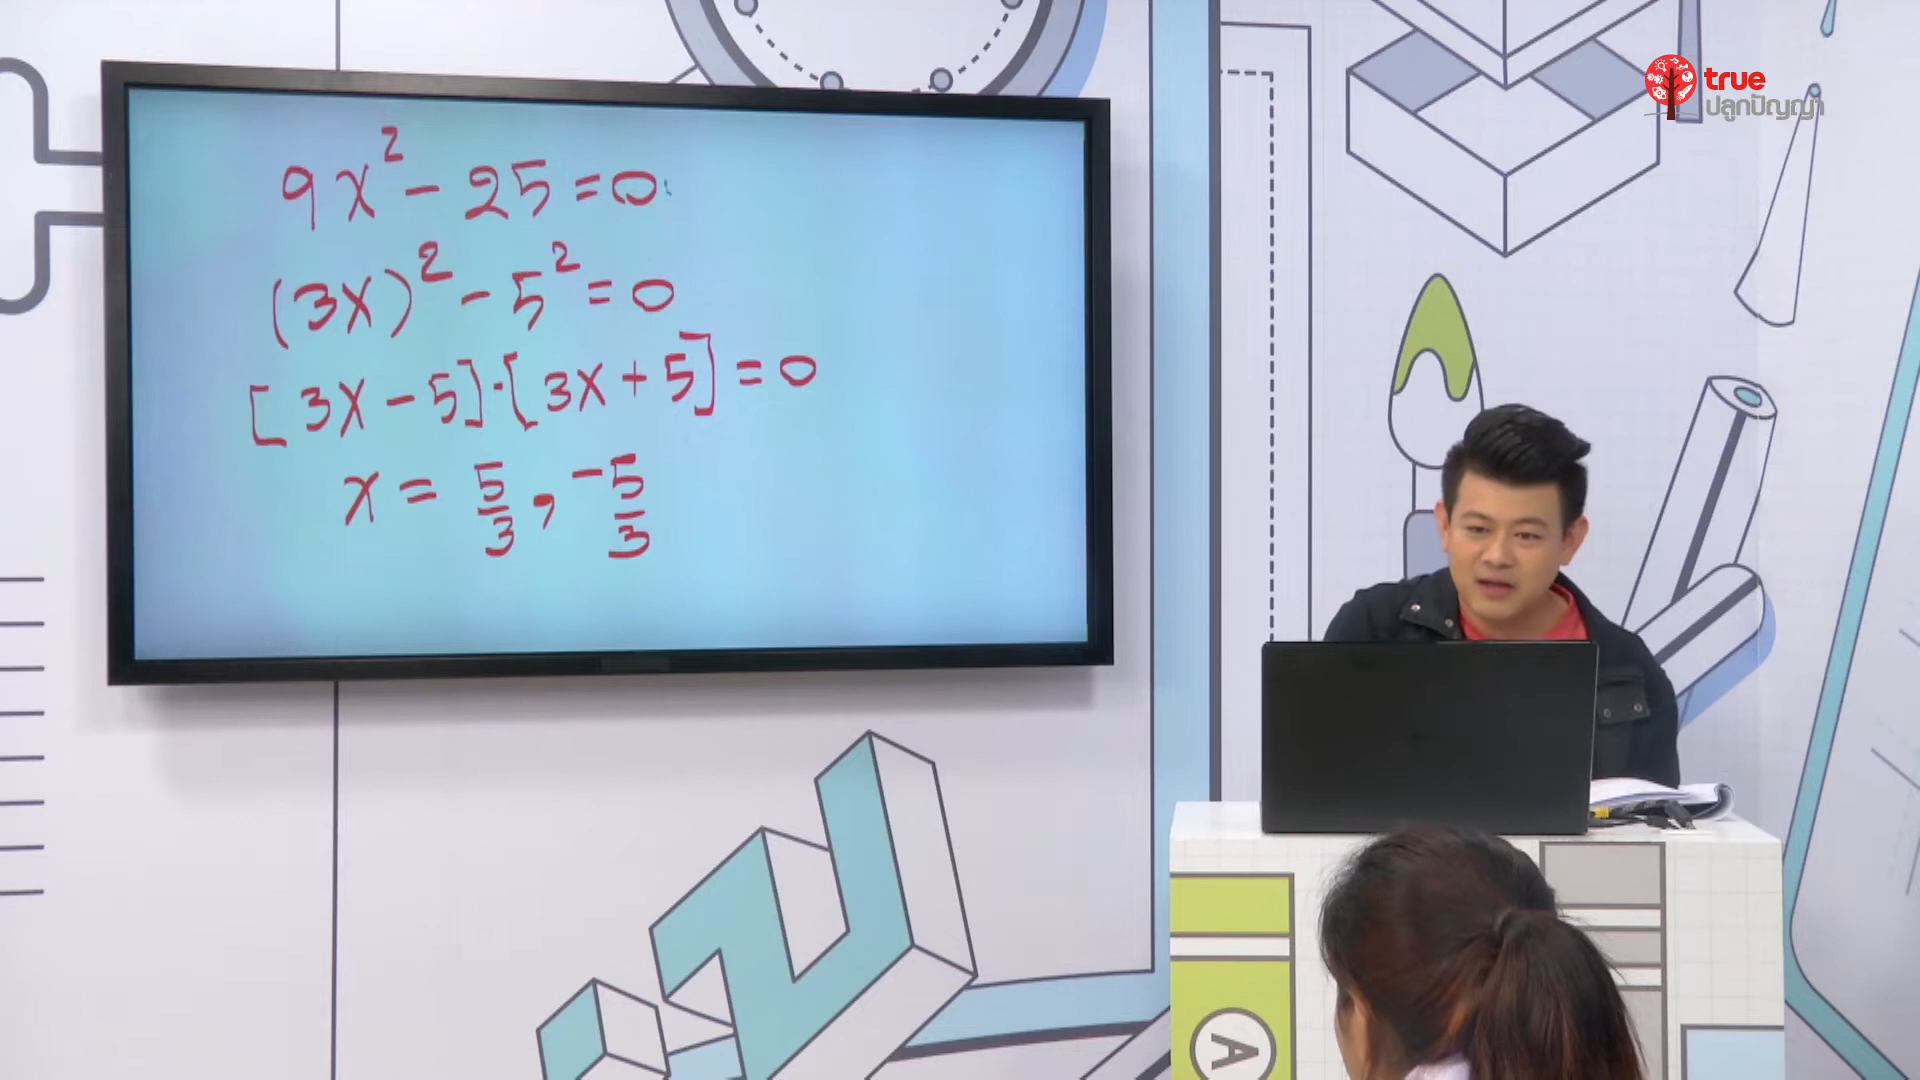 9x² - 25 = 0
(3x)² - 5² = 0
[3x - 5]·[3x + 5] = 0
x = 5/3, -5/3
true
ปลูกปัญญา
A